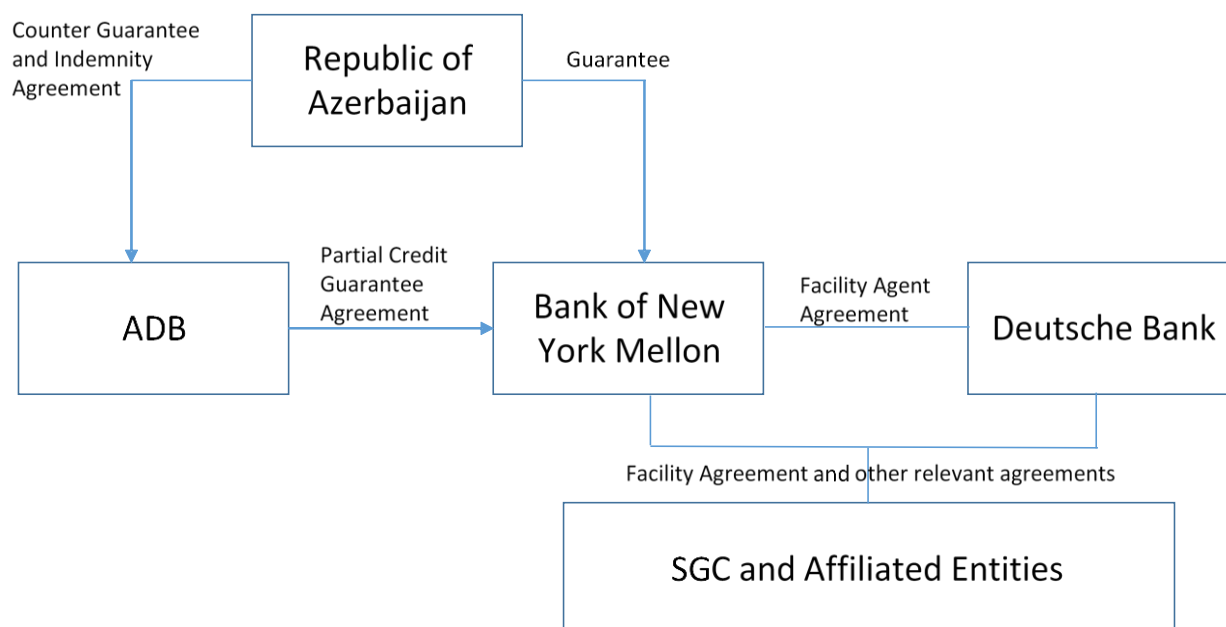 Counter Guarantee
and Indemnity
Agreement
Republic of
Azerbaijan
Guarantee
ADB
Partial Credit
Guarantee
Agreement
Bank of New
York Mellon
Facility Agent
Agreement
Deutsche Bank
Facility Agreement and other relevant agreements
SGC and Affiliated Entities